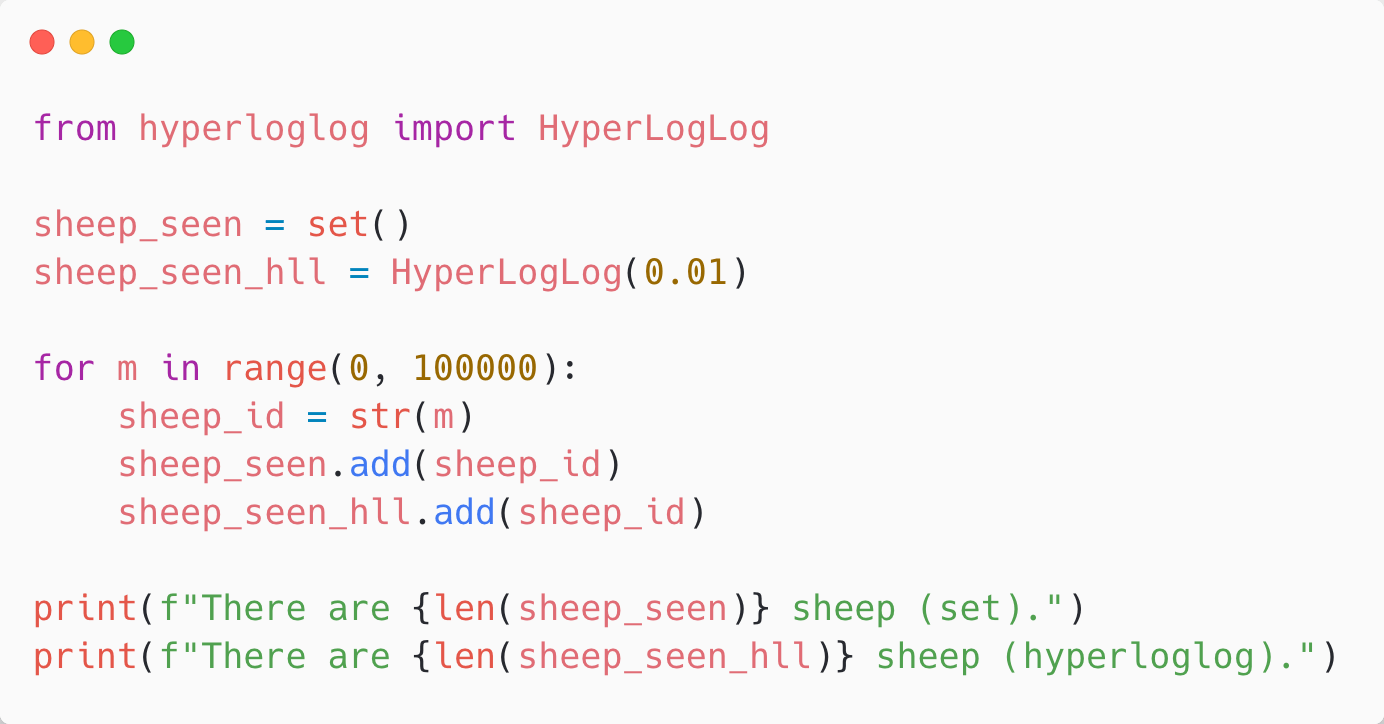 from hyperloglog import HyperLogLog

sheep_seen = set()
sheep_seen_hll = HyperLogLog(0.01)

for m in range(0, 100000):
    sheep_id = str(m)
    sheep_seen.add(sheep_id)
    sheep_seen_hll.add(sheep_id)

print(f"There are {len(sheep_seen)} sheep (set).")
print(f"There are {len(sheep_seen_hll)} sheep (hyperloglog).")